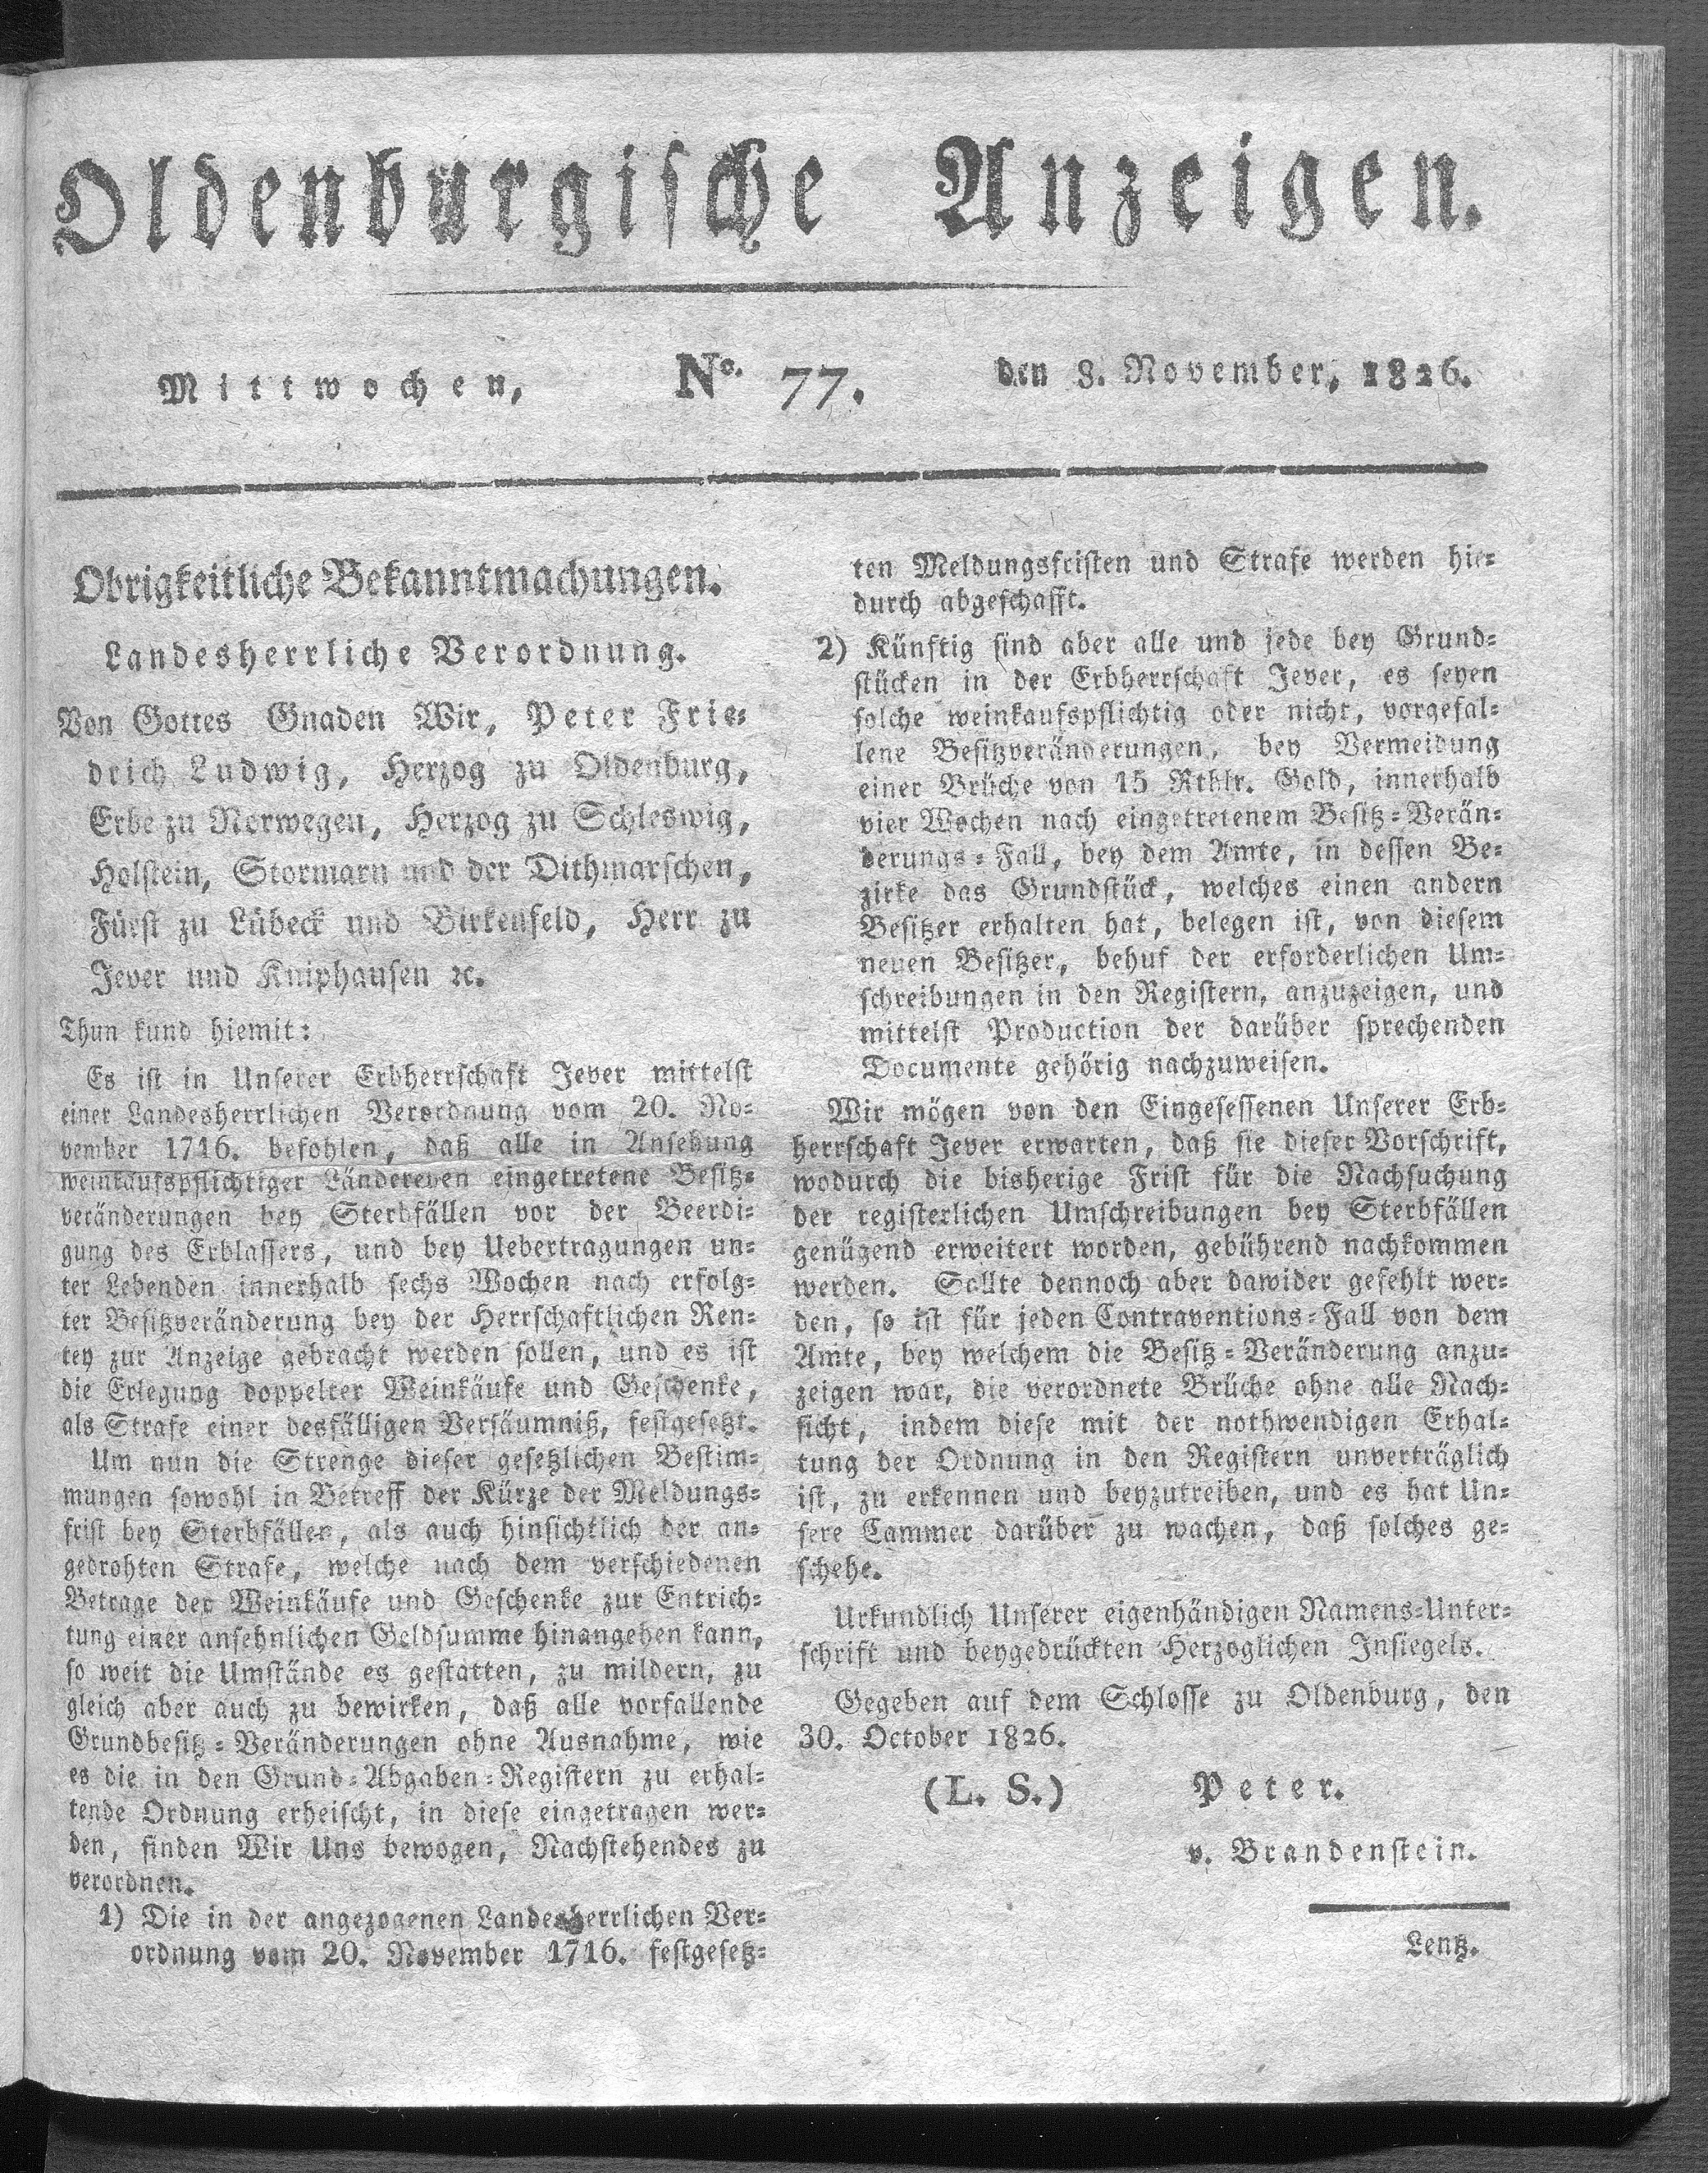 Oldenburgische Anzeigen.
Mittwochen, No. 77. den 8. November, 1826.
Obrigkeitliche Bekanntmachungen.
Landesherrliche Verordnung.
Von Gottes Gnaden Wir, Peter Frie-
drich Ludwig, Herzog zu Oldenburg,
Erbe zu Norwegen, Herzog zu Schleswig,
Holstein, Stormarn und der Dithmarschen,
Fürst zu Lübeck und Birkenfeld, Herr zu
Jever und Kniphausen ꝛc.
Thun kund hiemit:
Es ist in Unserer Erbherrschaft Jever mittelst
einer Landesherrlichen Verordnung vom 20. No-
vember 1716. befohlen, daß alle in Ansehung
weinkaufspflichtiger Ländereyen eingetretene Besitz-
veränderungen bey Sterbfällen vor der Beerdi-
gung des Erblassers, und bey Uebertragungen un-
ter Lebenden innerhalb sechs Wochen nach erfolg-
ter Besitzveränderung bey der Herrschaftlichen Ren-
tey zur Anzeige gebracht werden sollen, und es ist
die Erlegung doppelter Weinkäufe und Geschenke,
als Strafe einer desfälligen Versäumniß, festgesetzt.
Um nun die Strenge dieser gesetzlichen Bestim-
mungen sowohl in Betreff der Kürze der Meldungs-
frist bey Sterbfällen, als auch hinsichtlich der an-
gedrohten Strafe, welche nach dem verschiedenen
Betrage der Weinkäufe und Geschenke zur Entrich-
tung einer ansehnlichen Geldsumme hinangehen kann,
so weit die Umstände es gestatten, zu mildern, zu
gleich aber auch zu bewirken, daß alle vorfallende
Grundbesitz-Veränderungen ohne Ausnahme, wie
es die in den Grund-Abgaben-Registern zu erhal-
tende Ordnung erheischt, in diese eingetragen wer-
den, finden Wir Uns bewogen, Nachstehendes zu
verordnen.
1) Die in der angezogenen Landesherrlichen Ver-
ordnung vom 20. November 1716. festgesetz-
ten Meldungsfristen und Strafe werden hie-
durch abgeschafft.
2) Künftig sind aber alle und jede bey Grund-
stücken in der Erbherrschaft Jever, es seyen
solche weinkaufspflichtig oder nicht, vorgefal-
lene Besitzveränderungen, bey Vermeidung
einer Brüche von 15 Rthlr. Gold, innerhalb
vier Wochen nach eingetretenem Besitz-Verän-
derungs-Fall, bey dem Amte, in dessen Be-
zirke das Grundstück, welches einen andern
Besitzer erhalten hat, belegen ist, von diesem
neuen Besitzer, behuf der erforderlichen Um-
schreibungen in den Registern, anzuzeigen, und
mittelst Production der darüber sprechenden
Documente gehörig nachzuweisen.
Wir mögen von den Eingesessenen Unserer Erb-
herrschaft Jever erwarten, daß sie dieser Vorschrift,
wodurch die bisherige Frist für die Nachsuchung
der registerlichen Umschreibungen bey Sterbfällen
genügend erweitert worden, gebührend nachkommen
werden. Sollte dennoch aber dawider gefehlt wer-
den, so ist für jeden Contraventions-Fall von dem
Amte, bey welchem die Besitz-Veränderung anzu-
zeigen war, die verordnete Brüche ohne alle Nach-
sicht, indem diese mit der nothwendigen Erhal-
tung der Ordnung in den Registern unverträglich
ist, zu erkennen und beyzutreiben, und es hat Un-
sere Cammer darüber zu wachen, daß solches ge-
schehe.
Urkundlich Unserer eigenhändigen Namens-Unter-
schrift und beygedrückten Herzoglichen Insiegels.
Gegeben auf dem Schlosse zu Oldenburg, den
30. October 1826.
(L. S.) Peter.
v. Brandenstein.
Lentz.